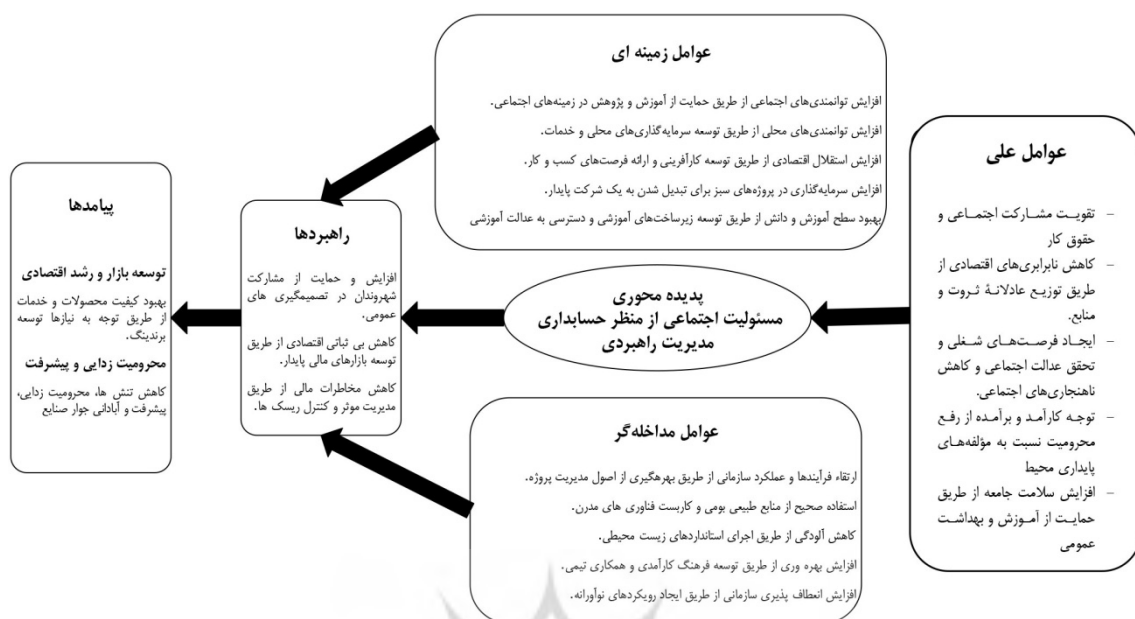 عوامل زمینه ای
افزایش توانمندی‌های اجتماعی از طریق حمایت از آموزش و پژوهش در زمینه‌های اجتماعی.
افزایش توانمندی‌های محلی از طریق توسعه سرمایه‌گذاری‌های محلی و خدمات.
افزایش استقلال اقتصادی از طریق توسعه کارآفرینی و ارائه فرصت‌های کسب و کار.
افزایش سرمایه‌گذاری در پروژه‌های سبز برای تبدیل شدن به یک شرکت پایدار.
بهبود سطح آموزش و دانش از طریق توسعه زیرساخت‌های آموزشی و دسترسی به عدالت آموزشی
عوامل علی
- تقویت مشارکت اجتماعی و
حقوق کار
- کاهش نابرابری‌های اقتصادی از
طریق توزیع عادلانهٔ ثروت و
منابع.
- ایجاد فرصت‌های شغلی و
تحقق عدالت اجتماعی و کاهش
ناهنجاری‌های اجتماعی.
- توجه کارآمد و برآمده از رفع
محرومیت نسبت به مؤلفه‌های
پایداری محیط
- افزایش سلامت جامعه از طریق
حمایت از آموزش و بهداشت
عمومی
پدیده محوری
مسئولیت اجتماعی از منظر حسابداری
مدیریت راهبردی
راهبردها
افزایش و حمایت از مشارکت
شهروندان در تصمیمگیری های
عمومی.
کاهش بی ثباتی اقتصادی از طریق
توسعه بازارهای مالی پایدار.
کاهش مخاطرات مالی از طریق
مدیریت موثر و کنترل ریسک ها.
پیامدها
توسعه بازار و رشد اقتصادی
بهبود کیفیت محصولات و خدمات
از طریق توجه به نیازها توسعه
برندینگ.
محرومیت زدایی و پیشرفت
کاهش تنش ها، محرومیت زدایی،
پیشرفت و آبادانی جوار صنایع
عوامل مداخله‌گر
ارتقاء فرآیندها و عملکرد سازمانی از طریق بهرهگیری از اصول مدیریت پروژه.
استفاده صحیح از منابع طبیعی بومی و کاربست فناوری های مدرن.
کاهش آلودگی از طریق اجرای استانداردهای زیست محیطی.
افزایش بهره وری از طریق توسعه فرهنگ کارآمدی و همکاری تیمی.
افزایش انعطاف پذیری سازمانی از طریق ایجاد رویکردهای نوآورانه.